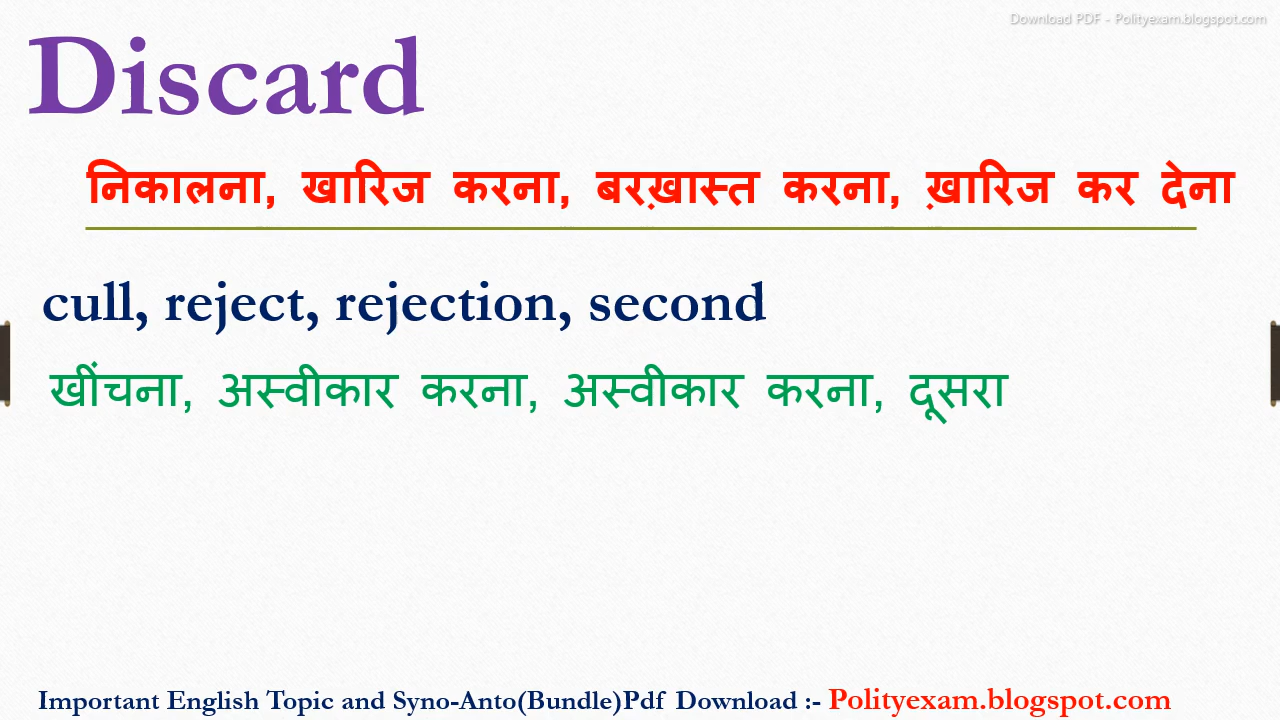 Download PDF - Polityexam.blogspot.com
Discard
निकालना, खारिज करना, बरख़ास्त करना, ख़ारिज कर देना
cull, reject, rejection, second
खींचना, अस्वीकार करना, अस्वीकार करना, दूसरा
Important English Topic and Syno-Anto(Bundle)Pdf Download :- Polityexam.blogspot.com